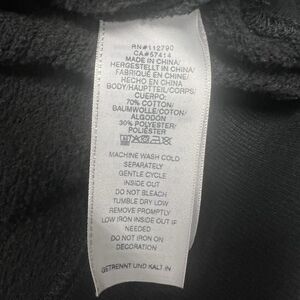 RN#112790
CA#57414
MADE IN CHINA/
HERGESTELLT IN CHINA/
FABRIQUÉ EN CHINE/
HECHO EN CHINA
BODY/HAUPTTEIL/CORPS/
CUERPO:
70% COTTON/
BAUMWOLLE/COTON/
ALGODÓN
30% POLYESTER/
POLIÉSTER
MACHINE WASH COLD
SEPARATELY
GENTLE CYCLE
INSIDE OUT
DO NOT BLEACH
TUMBLE DRY LOW
REMOVE PROMPTLY
LOW IRON INSIDE OUT IF
NEEDED
DO NOT IRON ON
DECORATION
GETRENNT UND KALT IN